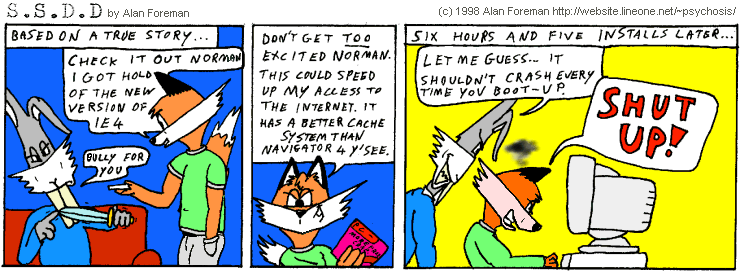 S.S.D.D by Alan Foreman
(c) 1998 Alan Foreman http://website.lineone.net/~psychosis/
BASED ON A TRUE STORY...
CHECK IT OUT NORMAN
I GOT HOLD
OF THE NEW
VERSION OF
IE4
BULLY FOR
YOU
DON'T GET TOO
EXCITED NORMAN.
THIS COULD SPEED
UP MY ACCESS TO
THE INTERNET. IT
HAS A BETTER CACHE
SYSTEM THAN
NAVIGATOR 4 Y'SEE.
SIX HOURS AND FIVE INSTALLS LATER...
LET ME GUESS... IT
SHOULDN'T CRASH EVERY
TIME YOU BOOT-UP.
SHUT
UP!